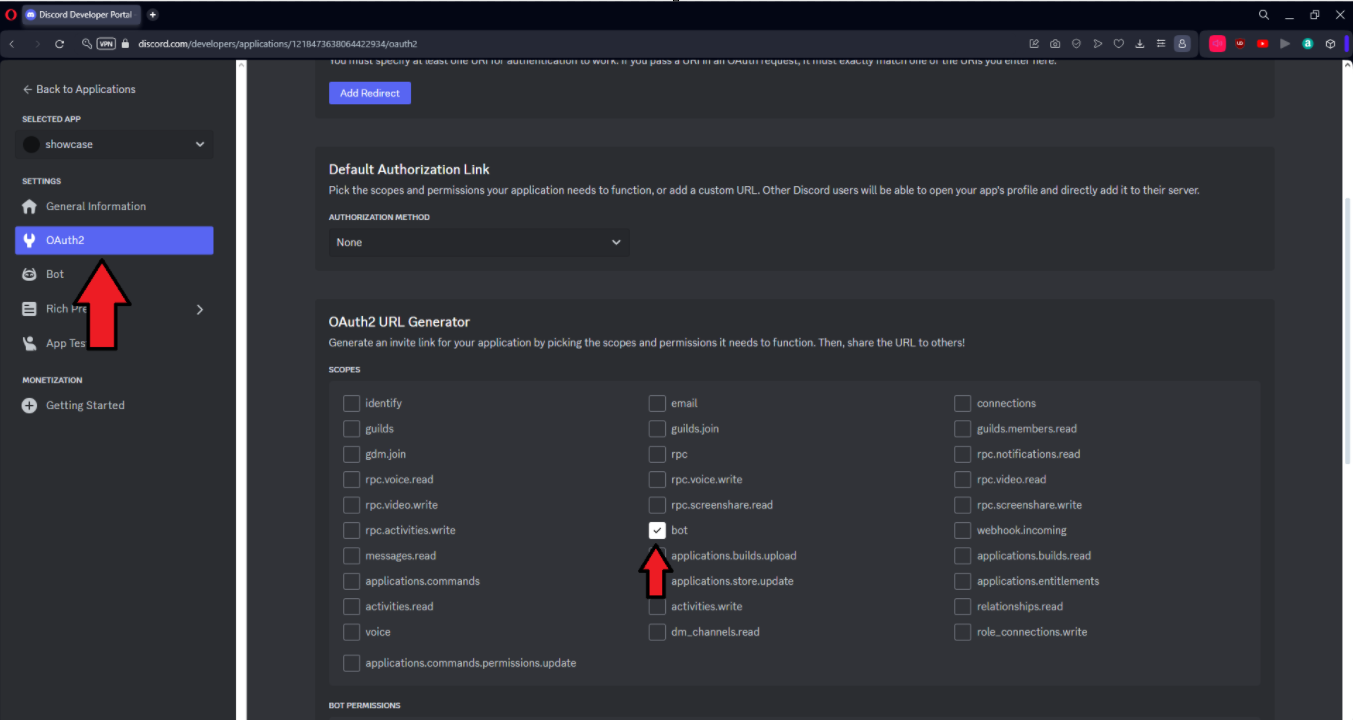 Discord Developer Portal
VPN
discord.com/developers/applications/1218473638064422934/oauth2
You must specify at least one URI for authentication to work. If you pass a URI in an OAuth request, it must exactly match one of the URIs you enter here.
Add Redirect
Back to Applications
SELECTED APP
showcase
SETTINGS
General Information
OAuth2
Bot
Rich Pre
App Tes
MONETIZATION
Getting Started
Default Authorization Link
Pick the scopes and permissions your application needs to function, or add a custom URL. Other Discord users will be able to open your app's profile and directly add it to their server.
AUTHORIZATION METHOD
None
OAuth2 URL Generator
Generate an invite link for your application by picking the scopes and permissions it needs to function. Then, share the URL to others!
SCOPES
identify email connections
guilds guilds.join guilds.members.read
gdm.join rpc rpc.notifications.read
rpc.voice.read rpc.voice.write rpc.video.read
rpc.video.write rpc.screenshare.read rpc.screenshare.write
rpc.activities.write bot webhook.incoming
messages.read applications.builds.upload applications.builds.read
applications.commands applications.store.update applications.entitlements
activities.read activities.write relationships.read
voice dm_channels.read role_connections.write
applications.commands.permissions.update
BOT PERMISSIONS